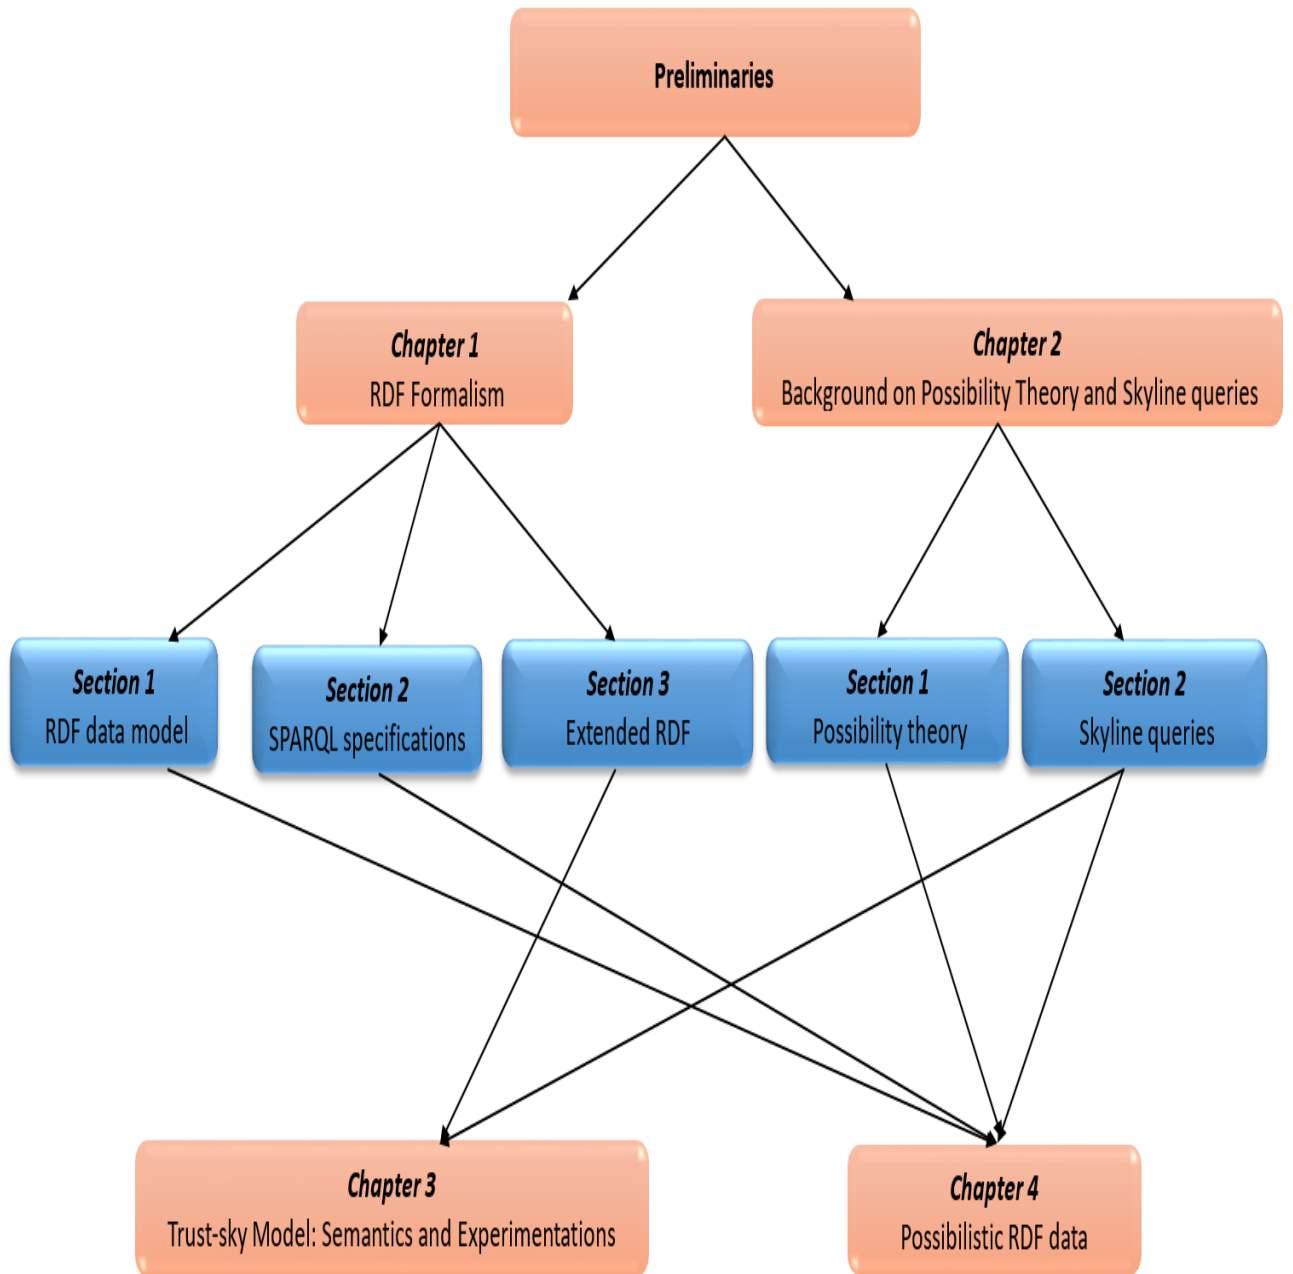 Preliminaries
Chapter 1
RDF Formalism
Chapter 2
Background on Possibility Theory and Skyline queries
Section 1
RDF data model
Section 2
SPARQL specifications
Section 3
Extended RDF
Section 1
Possibility theory
Section 2
Skyline queries
Chapter 3
Trust-sky Model: Semantics and Experimentations
Chapter 4
Possibilistic RDF data